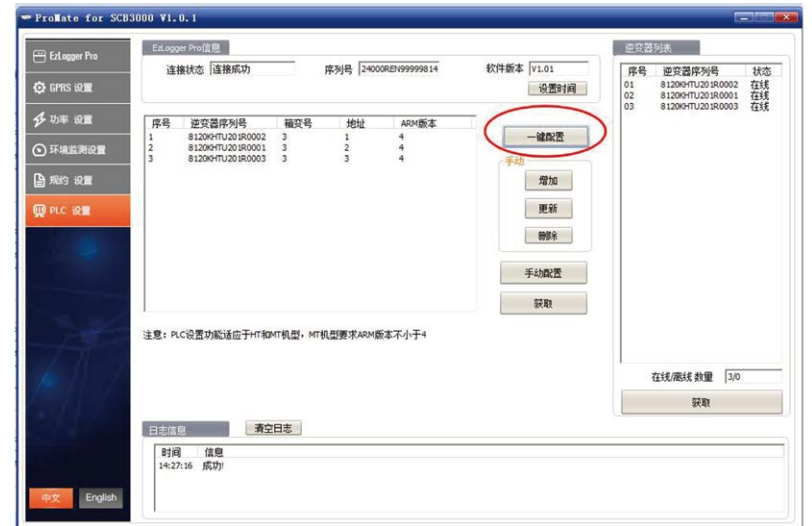 ProMate for SCB3000 V1.0.1
EzLogger Pro
GPRS 设置
功率 设置
环境监测设置
规约 设置
PLC 设置
中文 English
EzLogger Pro信息
连接状态 连接成功 序列号 24000REN99999814 软件版本 V1.01
设置时间
序号 逆变器序列号 箱变号 地址 ARM版本
1 8120KHTU201R0002 3 1 4
2 8120KHTU201R0001 3 2 4
3 8120KHTU201R0003 3 3 4
一键配置
手动
增加
更新
删除
手动配置
获取
注意：PLC设置功能适应于HT和MT机型，MT机型要求ARM版本不小于4
逆变器列表
序号 逆变器序列号 状态
01 8120KHTU201R0002 在线
02 8120KHTU201R0001 在线
03 8120KHTU201R0003 在线
在线/离线 数量 3/0
获取
日志信息 清空日志
时间 信息
14:27:16 成功!